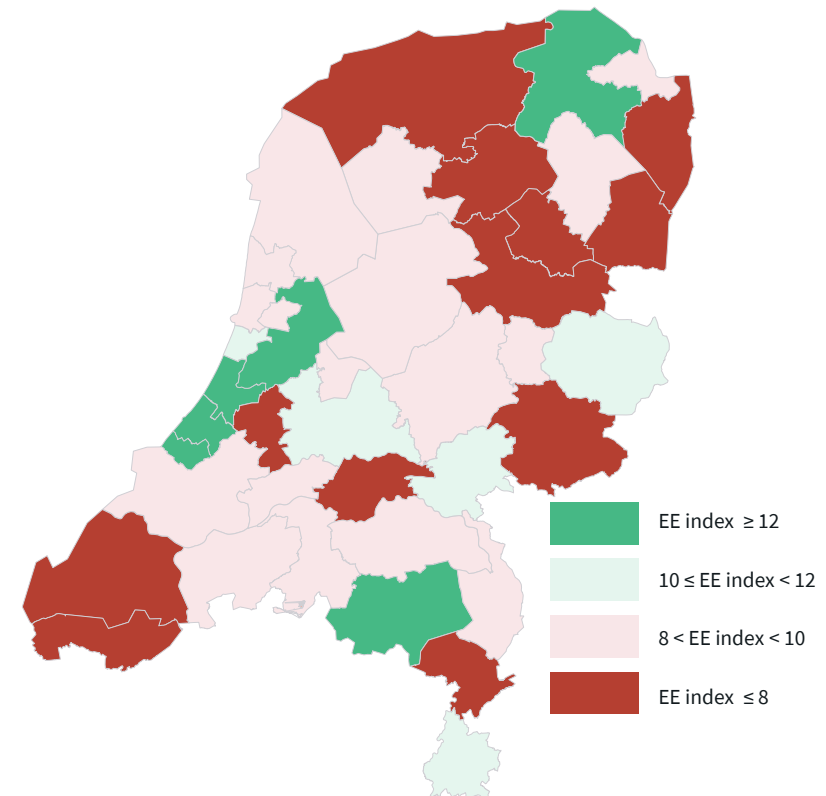 EE index ≥ 12
10 ≤ EE index < 12
8 < EE index < 10
EE index ≤ 8